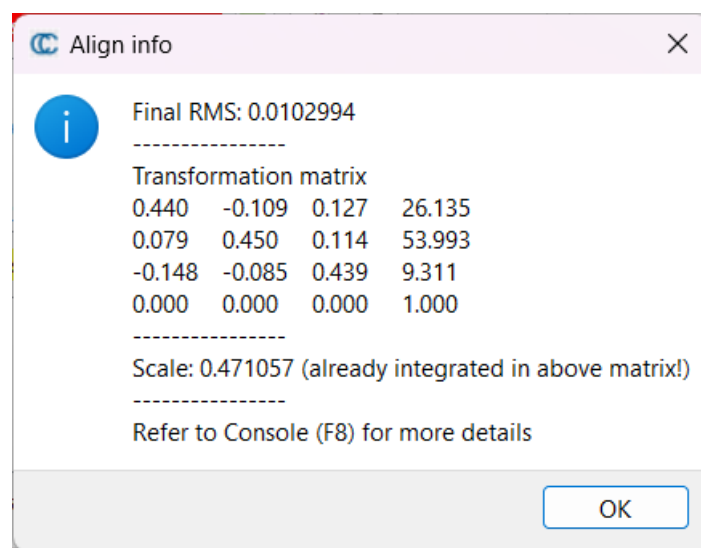 Align info
Final RMS: 0.0102994
----------------
Transformation matrix
0.440 -0.109 0.127 26.135
0.079 0.450 0.114 53.993
-0.148 -0.085 0.439 9.311
0.000 0.000 0.000 1.000
----------------
Scale: 0.471057 (already integrated in above matrix!)
----------------
Refer to Console (F8) for more details
OK